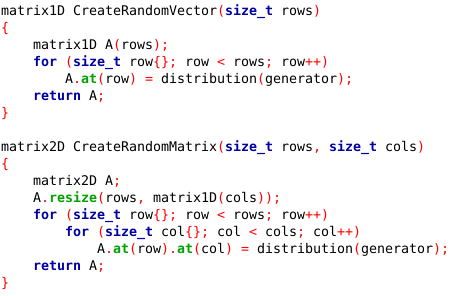 matrix1D CreateRandomVector(size_t rows)
{
    matrix1D A(rows);
    for (size_t row{}; row < rows; row++)
        A.at(row) = distribution(generator);
    return A;
}

matrix2D CreateRandomMatrix(size_t rows, size_t cols)
{
    matrix2D A;
    A.resize(rows, matrix1D(cols));
    for (size_t row{}; row < rows; row++)
        for (size_t col{}; col < cols; col++)
            A.at(row).at(col) = distribution(generator);
    return A;
}